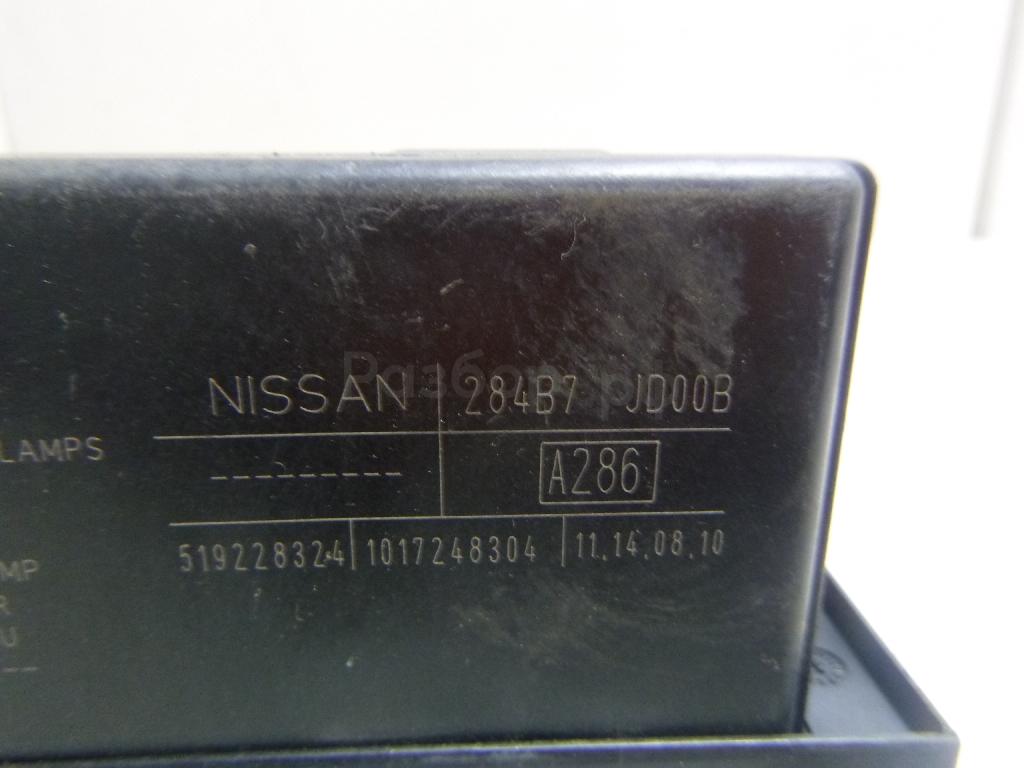 NISSAN 284B7 JD00B
LAMPS
--------- A286
519228324 1017248304 11.14.08.10
MP
R
U
--